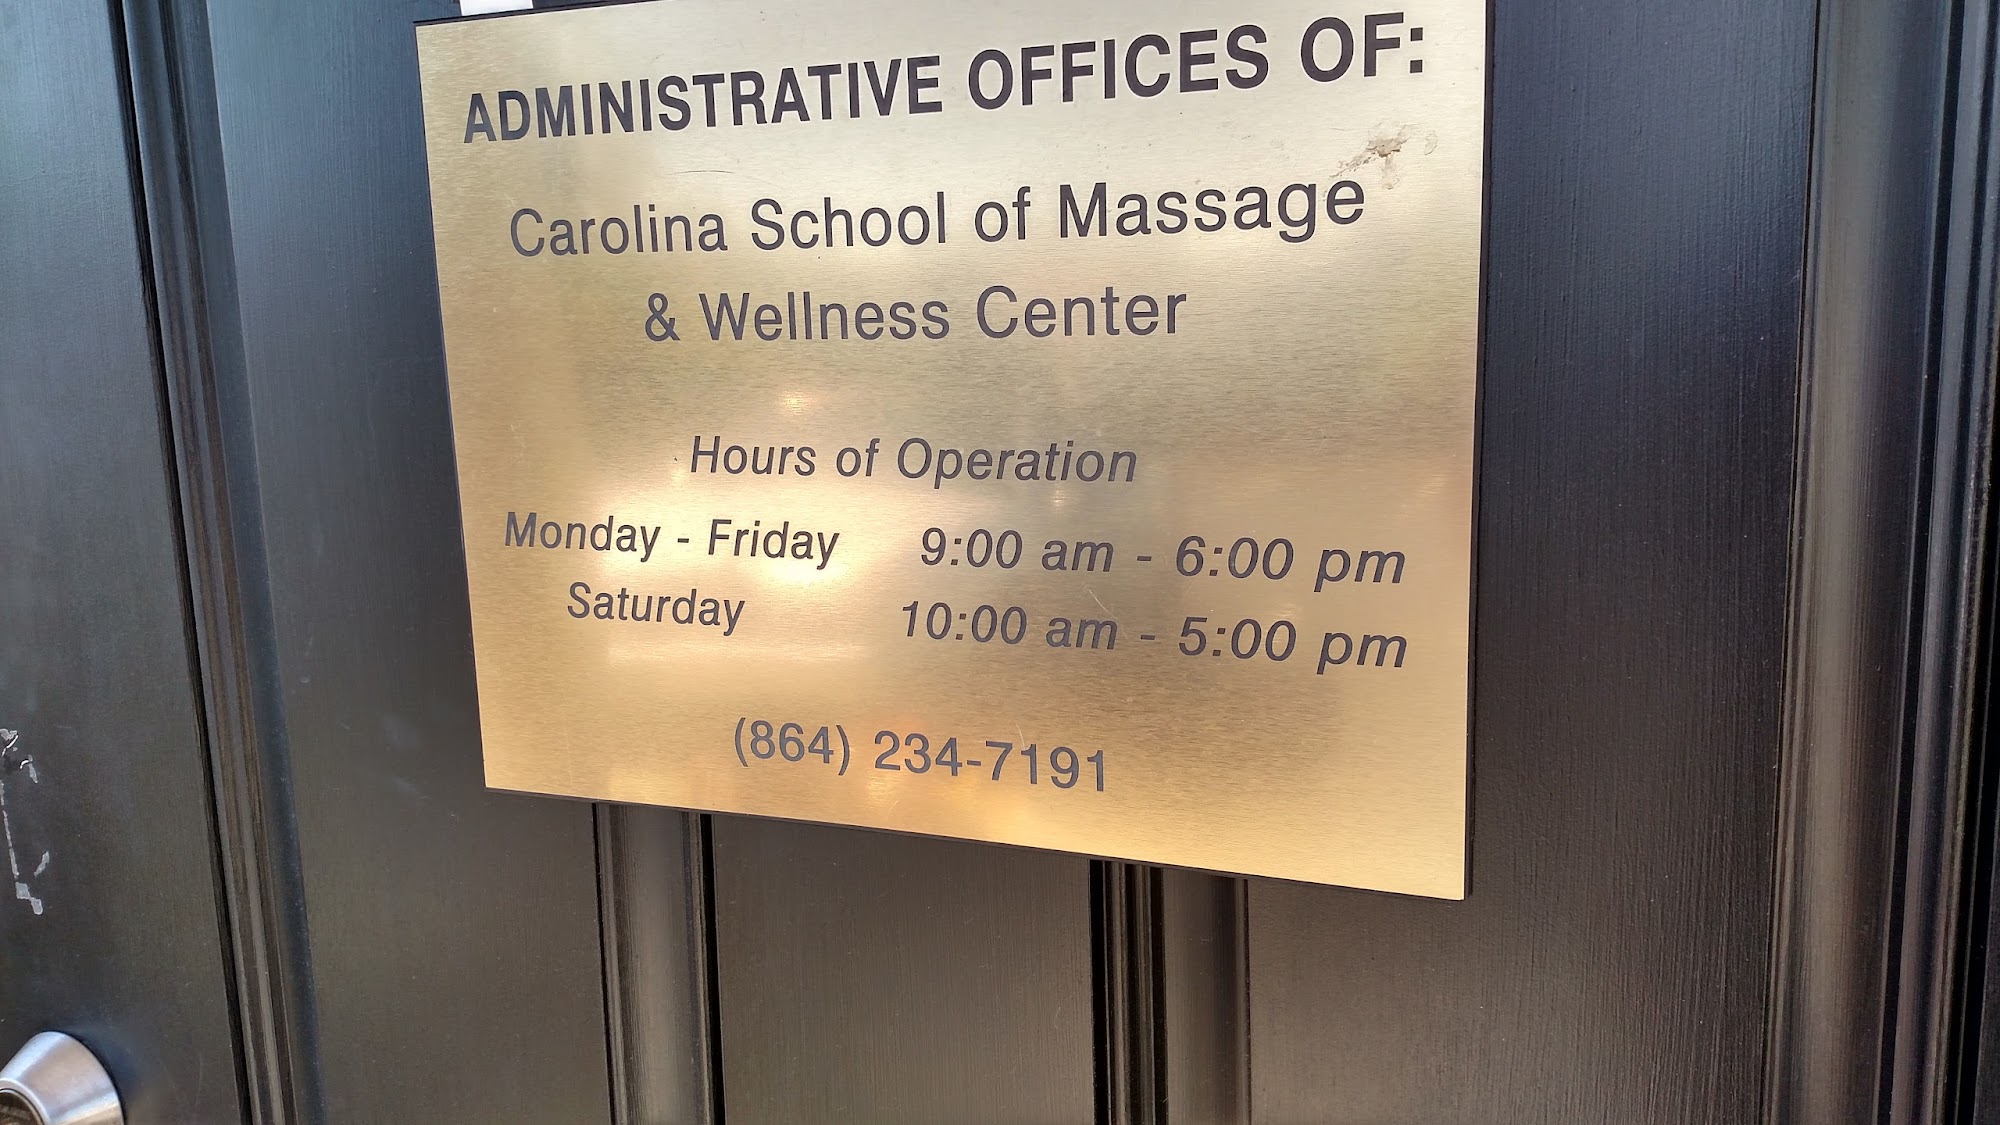 ADMINISTRATIVE OFFICES OF:
Carolina School of Massage
& Wellness Center
Hours of Operation
Monday - Friday 9:00 am - 6:00 pm
Saturday 10:00 am - 5:00 pm
(864) 234-7191